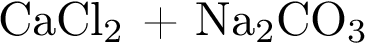 CaCl₂ + Na₂CO₃